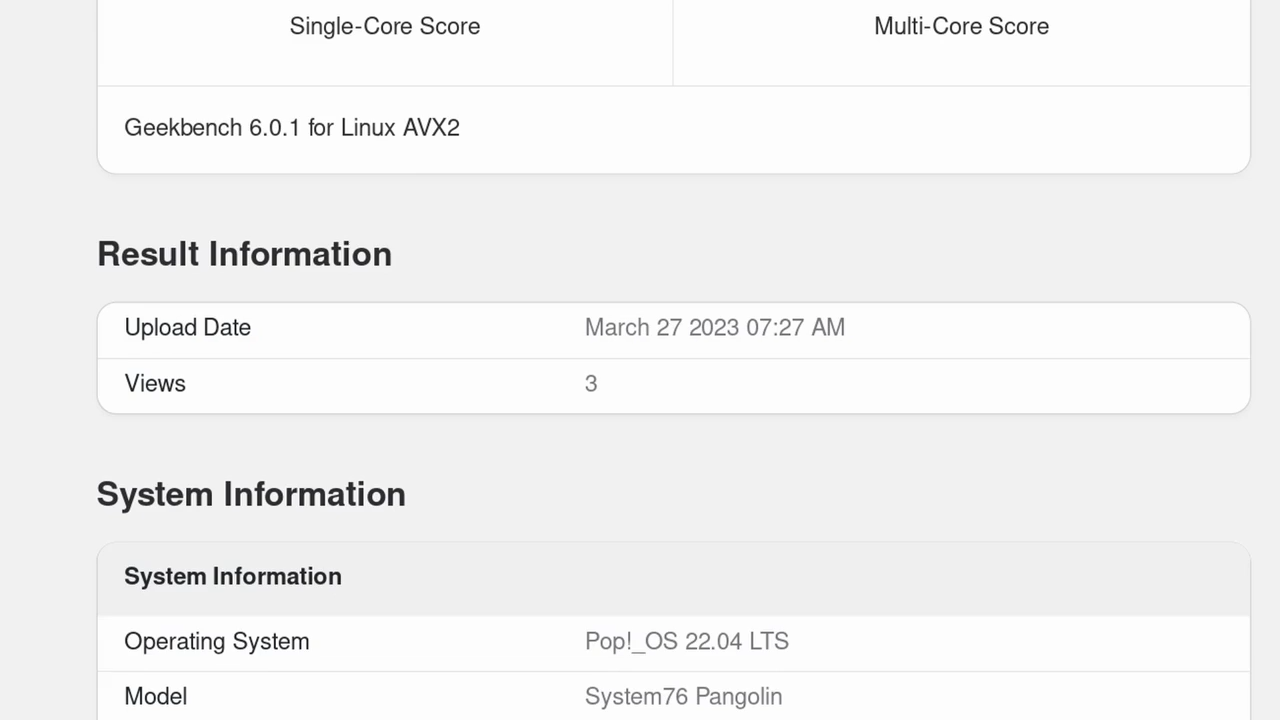 Single-Core Score
Multi-Core Score
Geekbench 6.0.1 for Linux AVX2
Result Information
Upload Date March 27 2023 07:27 AM
Views 3
System Information
System Information
Operating System Pop!_OS 22.04 LTS
Model System76 Pangolin